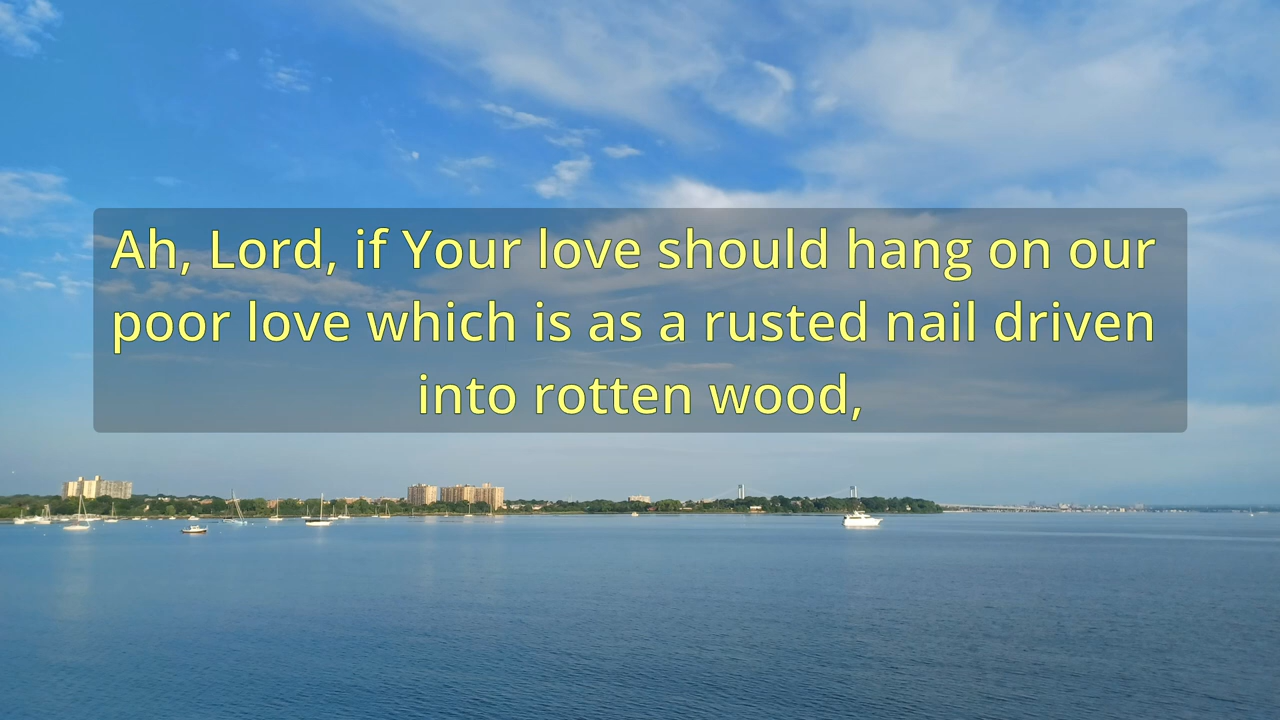 Ah, Lord, if Your love should hang on our
poor love which is as a rusted nail driven
into rotten wood,